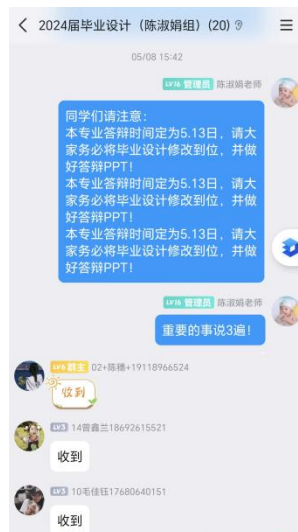 2024届毕业设计（陈淑娟组）(20)
05/08 15:42
LV16 管理员 陈淑娟老师
同学们请注意：
本专业答辩时间定为5.13日，请大
家务必将毕业设计修改到位，并做
好答辩PPT！
本专业答辩时间定为5.13日，请大
家务必将毕业设计修改到位，并做
好答辩PPT！
本专业答辩时间定为5.13日，请大
家务必将毕业设计修改到位，并做
好答辩PPT！
LV16 管理员 陈淑娟老师
重要的事说3遍！
群主 02+陈穗+19118966524
收到
LV3 14曾鑫兰18692615521
收到
LV3 10毛佳钰17680640151
收到